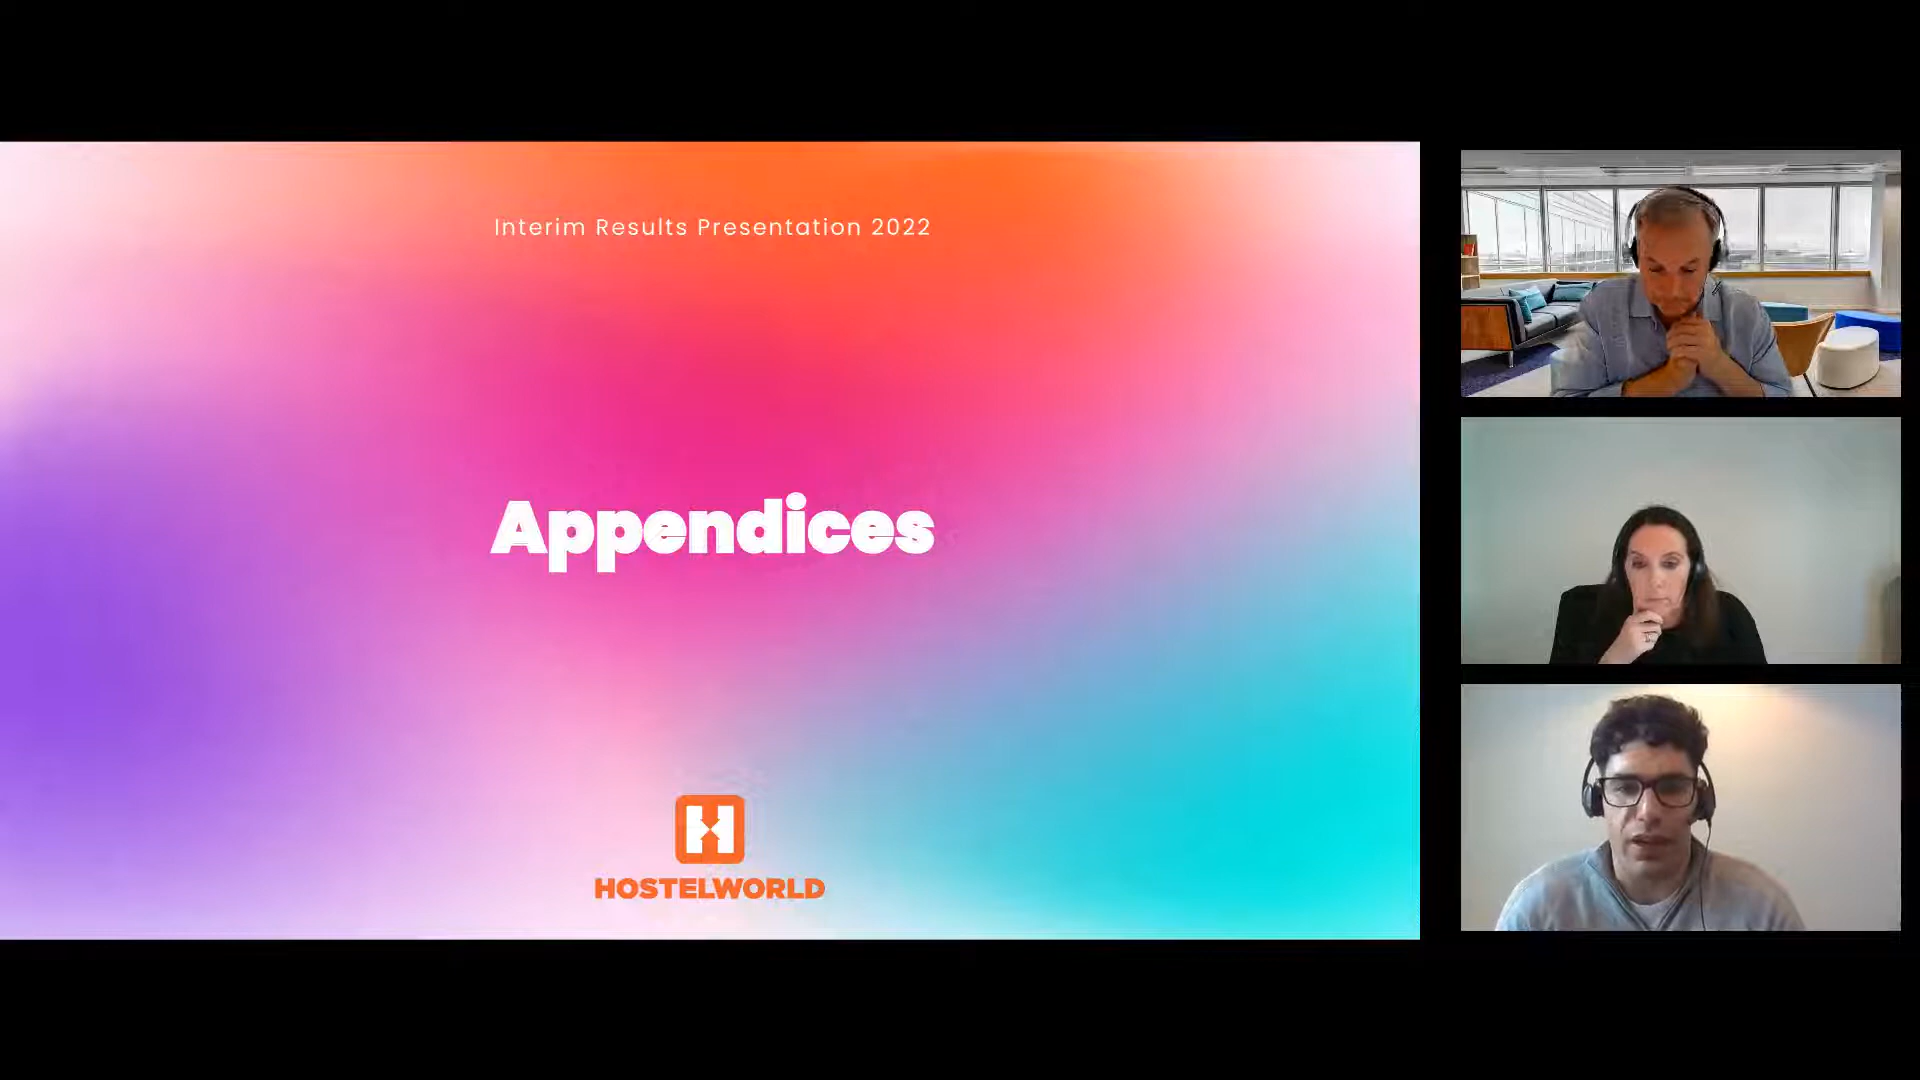 Interim Results Presentation 2022
Appendices
H
HOSTELWORLD